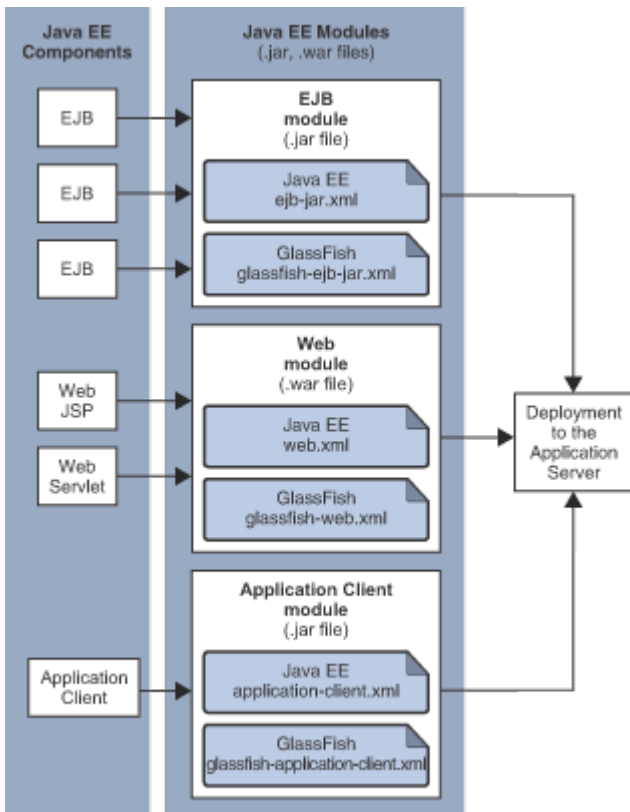 Java EE
Components
Java EE Modules
(.jar, .war files)
EJB
EJB
EJB
EJB
module
(.jar file)
Java EE
ejb-jar.xml
GlassFish
glassfish-ejb-jar.xml
Web
JSP
Web
Servlet
Web
module
(.war file)
Java EE
web.xml
GlassFish
glassfish-web.xml
Deployment
to the
Application
Server
Application
Client
Application Client
module
(.jar file)
Java EE
application-client.xml
GlassFish
glassfish-application-client.xml